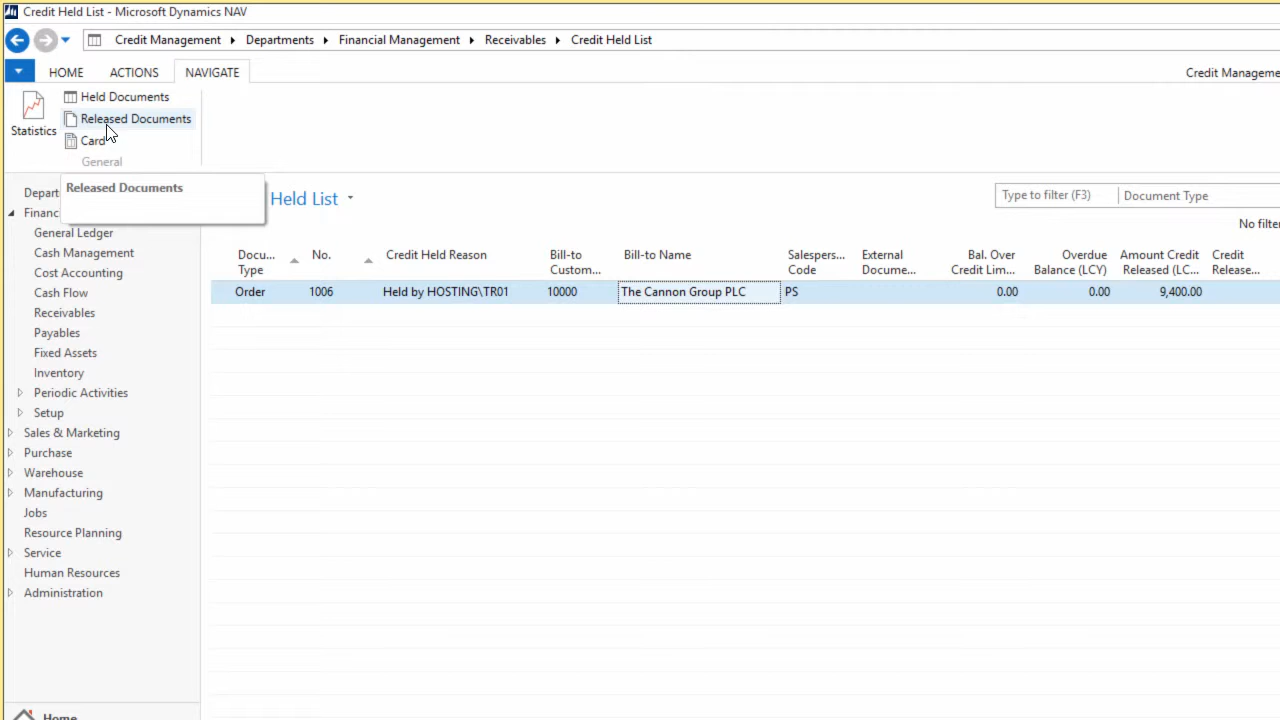 Credit Held List - Microsoft Dynamics NAV
Credit Management Departments Financial Management Receivables Credit Held List
HOME ACTIONS NAVIGATE Credit Manageme
Held Documents
Released Documents
Statistics
Card
General
Released Documents
Depart
Held List
Type to filter (F3) Document Type
Financ
No filter
General Ledger
Cash Management
Cost Accounting
Cash Flow
Receivables
Payables
Fixed Assets
Inventory
Periodic Activities
Setup
Sales & Marketing
Purchase
Warehouse
Manufacturing
Jobs
Resource Planning
Service
Human Resources
Administration
Home
Docu... No. Credit Held Reason Bill-to Bill-to Name Salespers... External Bal. Over Overdue Amount Credit Credit
Type Custom... Code Docume... Credit Lim... Balance (LCY) Released (LC... Release...
Order 1006 Held by HOSTING\TR01 10000 The Cannon Group PLC PS 0.00 0.00 9,400.00